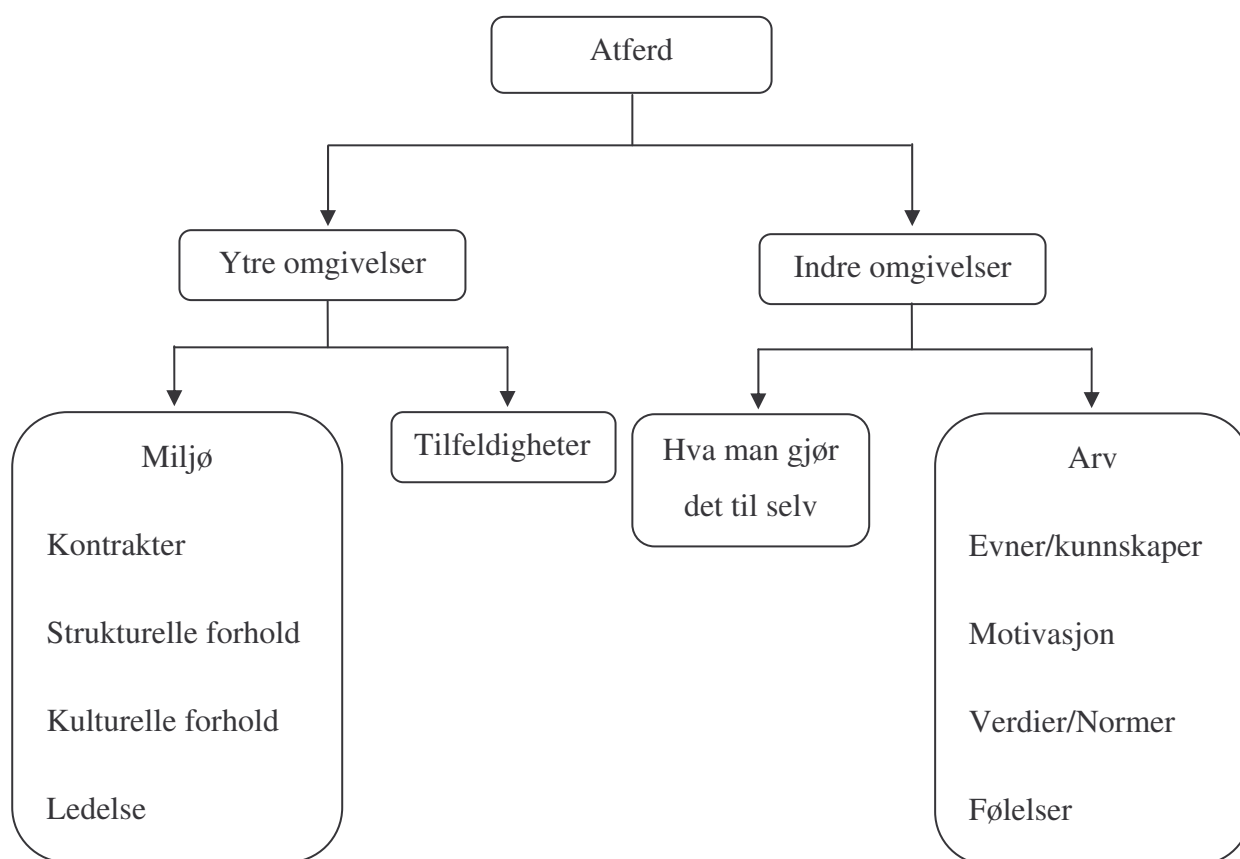 Atferd
Ytre omgivelser
Indre omgivelser
Miljø
Kontrakter
Strukturelle forhold
Kulturelle forhold
Ledelse
Tilfeldigheter
Hva man gjør
det til selv
Arv
Evner/kunnskaper
Motivasjon
Verdier/Normer
Følelser